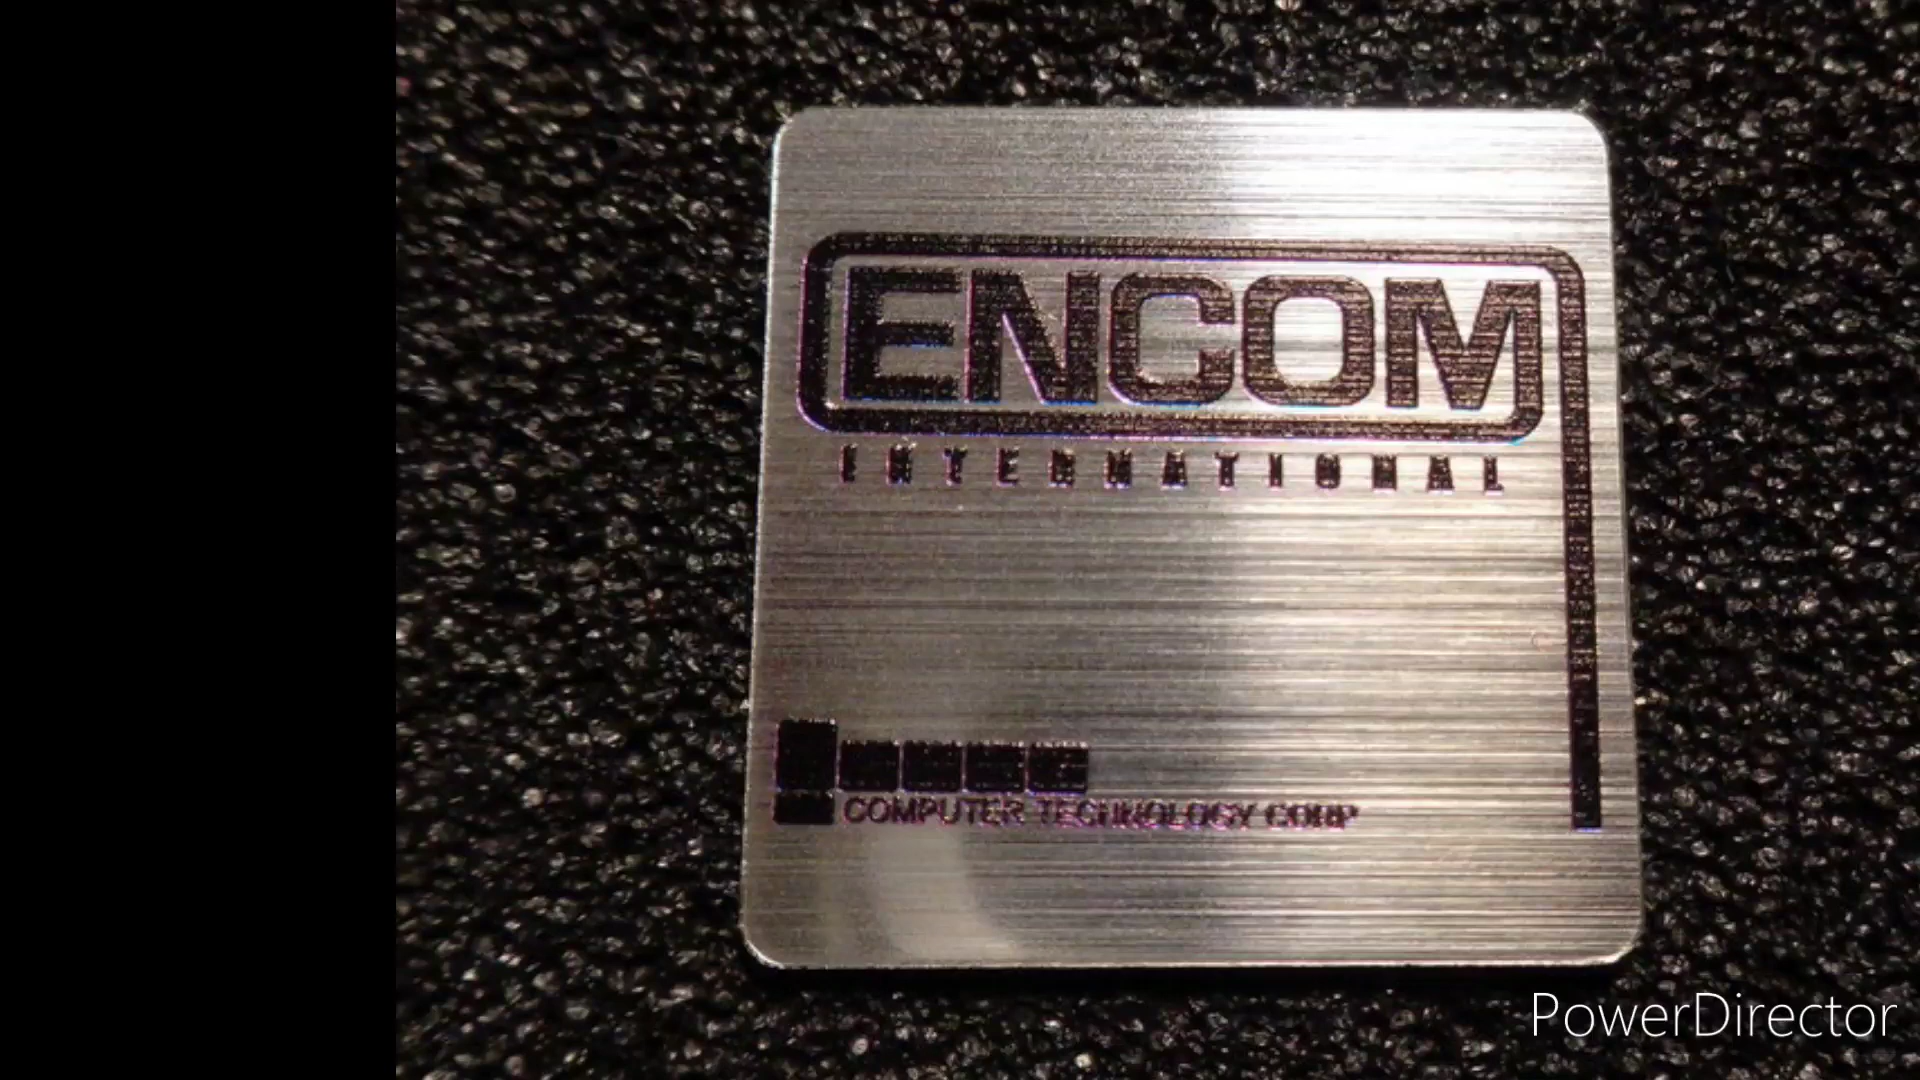 ENCOM
INTERNATIONAL
COMPUTER TECHNOLOGY CORP
PowerDirector